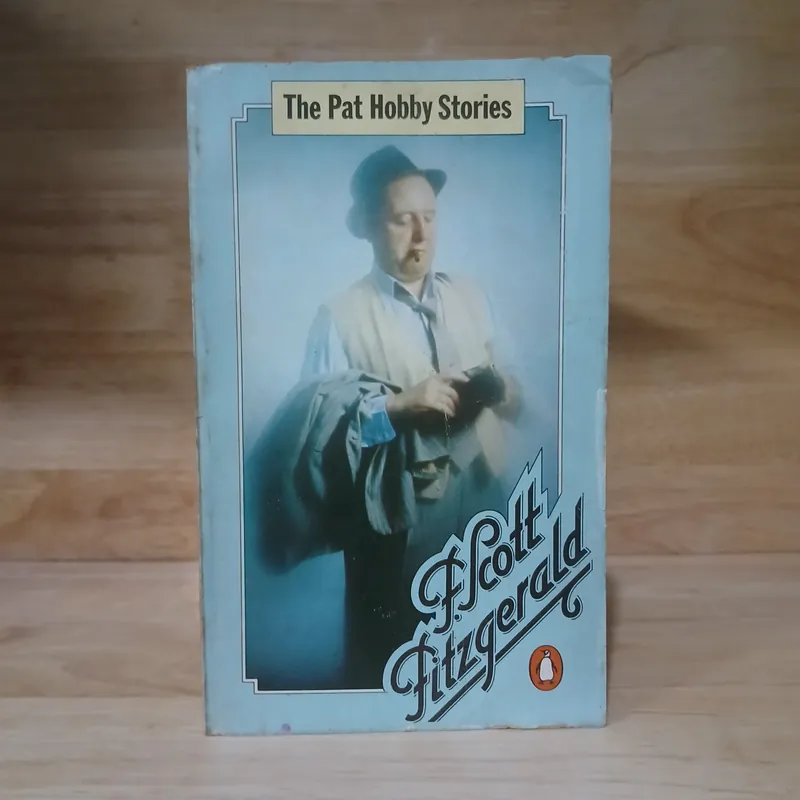 The Pat Hobby Stories
F. Scott
Fitzgerald